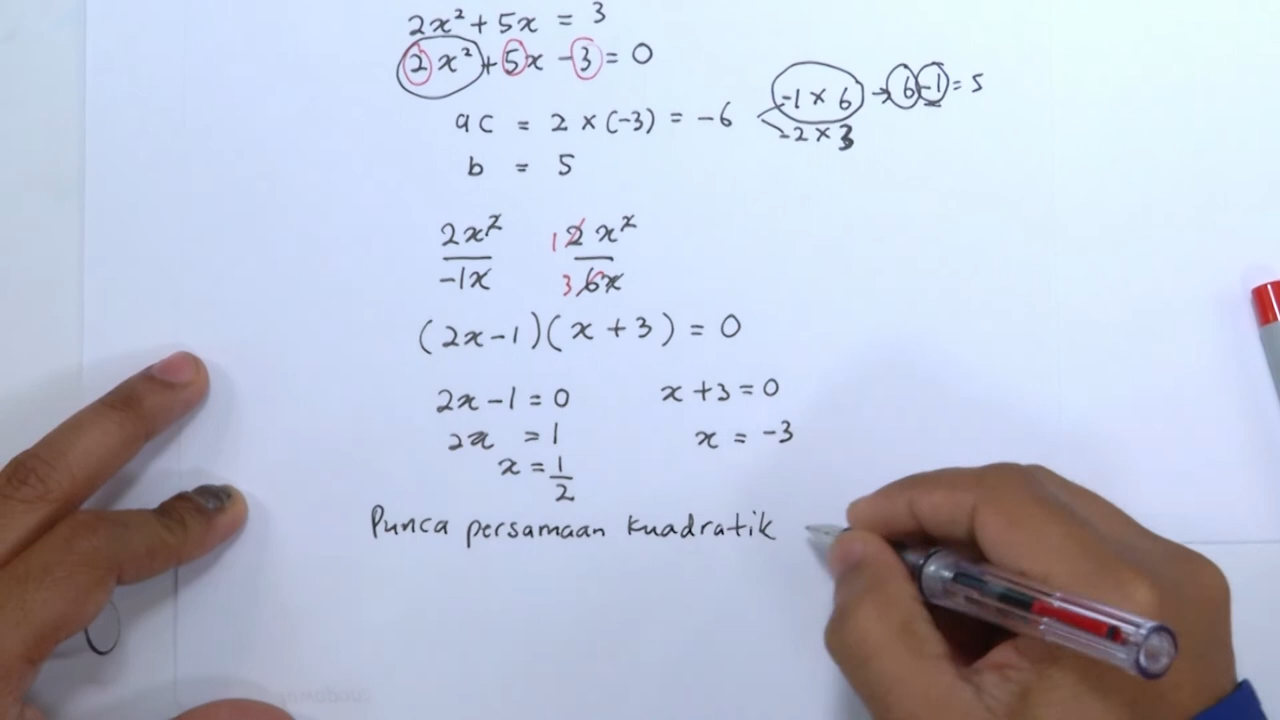 2x² + 5x = 3
2x² + 5x - 3 = 0
-1 × 6 → 6 - 1 = 5
ac = 2 × (-3) = -6
-2 × 3
b = 5
2x² 1 2x²
-1x 3 6x
(2x-1)(x+3) = 0
2x-1 = 0 x+3 = 0
2x = 1 x = -3
x = 1/2
Punca persamaan kuadratik